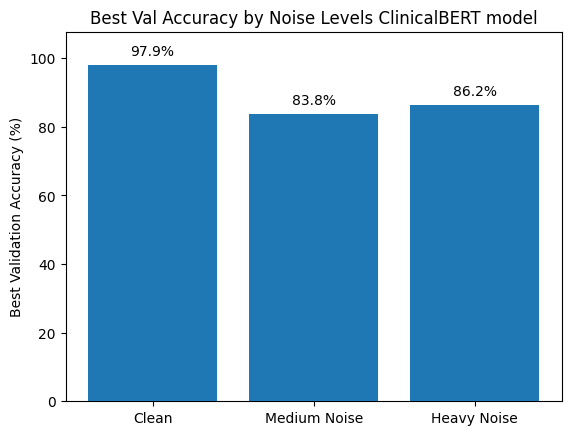 Best Val Accuracy by Noise Levels ClinicalBERT model
Best Validation Accuracy (%)
100
80
60
40
20
0
97.9%
83.8%
86.2%
Clean
Medium Noise
Heavy Noise